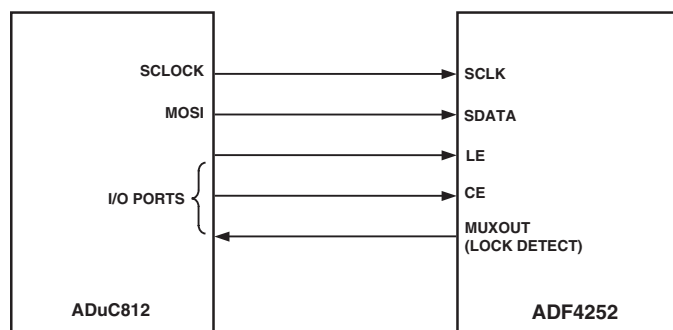 SCLOCK
MOSI
I/O PORTS
ADuC812
SCLK
SDATA
LE
CE
MUXOUT
(LOCK DETECT)
ADF4252